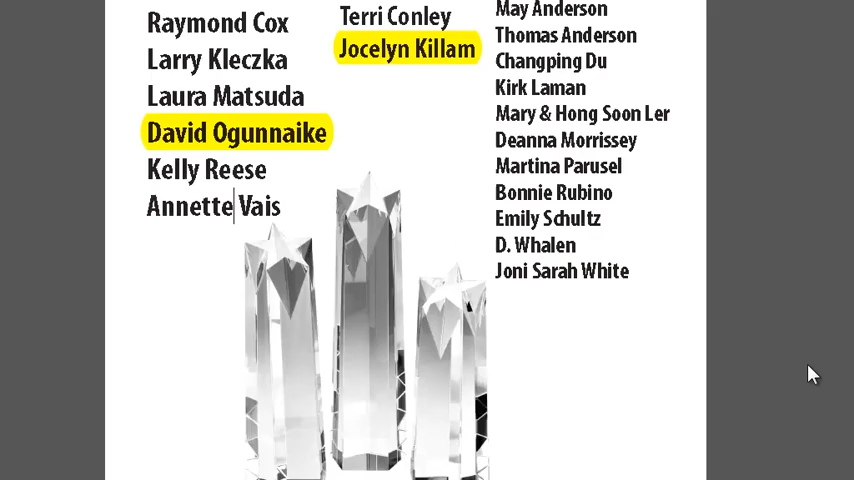 Raymond Cox
Larry Kleczka
Laura Matsuda
David Ogunnaike
Kelly Reese
Annette Vais
Terri Conley
Jocelyn Killam
May Anderson
Thomas Anderson
Changping Du
Kirk Laman
Mary & Hong Soon Ler
Deanna Morrissey
Martina Parusel
Bonnie Rubino
Emily Schultz
D. Whalen
Joni Sarah White